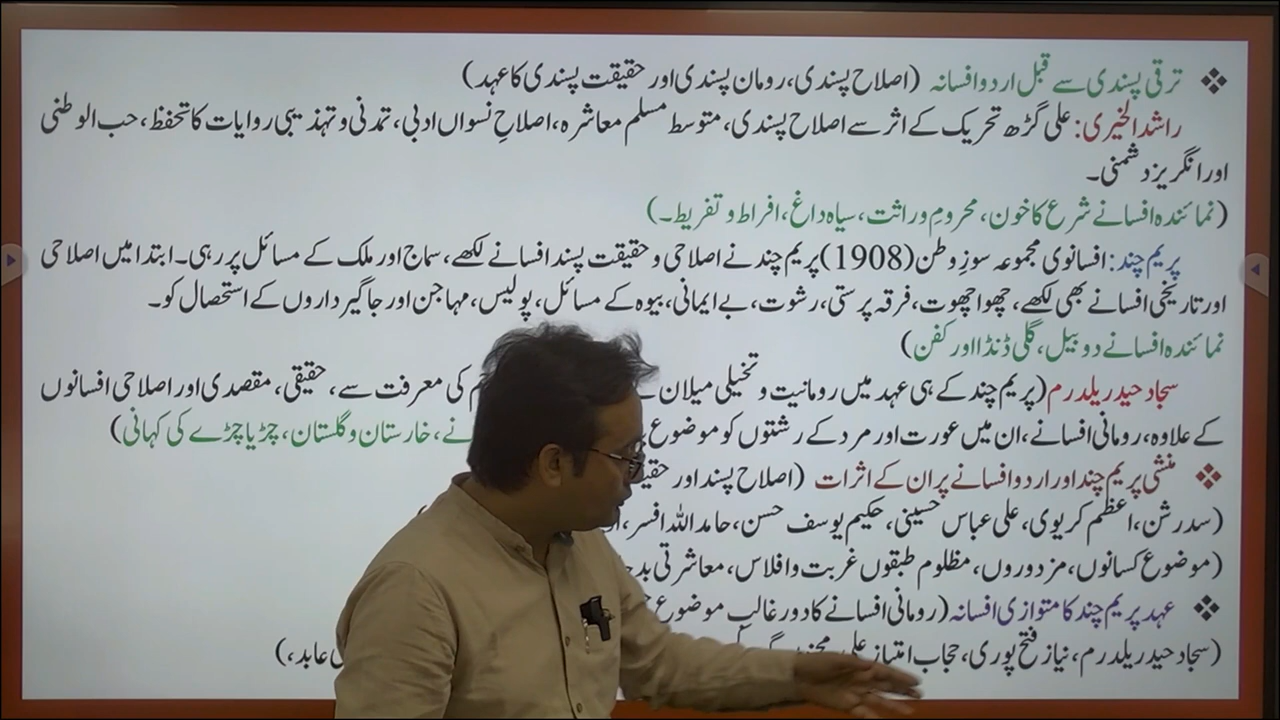 ❖ ترقی پسندی سے قبل اردو افسانہ (اصلاح پسندی، رومان پسندی اور حقیقت پسندی کا عہد)
راشد الخیری: علی گڑھ تحریک کے اثر سے اصلاح پسندی، متوسط مسلم معاشرہ، اصلاحِ نسواں ادبی، تمدنی و تہذیبی روایات کا تحفظ، حب الوطنی
اور انگریز دشمنی۔
(نمائندہ افسانے شرع کا خون، محرومِ وراثت، سیاہ داغ، افراط و تفریط۔)
پریم چند: افسانوی مجموعہ سوزِ وطن (1908) پریم چند نے اصلاحی و حقیقت پسند افسانے لکھے، سماج اور ملک کے مسائل پر رہی۔ ابتدا میں اصلاحی
اور تاریخی افسانے بھی لکھے، چھوا چھوت، فرقہ پرستی، رشوت، بے ایمانی، بیوہ کے مسائل، پولیس، مہاجن اور جاگیر داروں کے استحصال کو۔
نمائندہ افسانے دو بیل، گلی ڈنڈا اور کفن)
سجاد حیدر یلدرم (پریم چند کے ہی عہد میں رومانیت و تخیلی میلان کی معرفت سے، حقیقی، مقصدی اور اصلاحی افسانوں
کے علاوہ، رومانی افسانے، ان میں عورت اور مرد کے رشتوں کو موضوع خارستان و گلستان، چڑیا چڑے کی کہانی)
❖ منشی پریم چند اور اردو افسانے پر ان کے اثرات (اصلاح پسند اور
(سدرشن، اعظم کریوی، علی عباس حسینی، حکیم یوسف حسن، حامد اللہ افسر،
(موضوع کسانوں، مزدوروں، مظلوم طبقوں غربت و افلاس، معاشرتی
❖ عہد پریم چند کا متوازی افسانہ (رومانی افسانے کا دور غالب موضوع
(سجاد حیدر یلدرم، نیاز فتح پوری، حجاب امتیاز علی، عابد،)